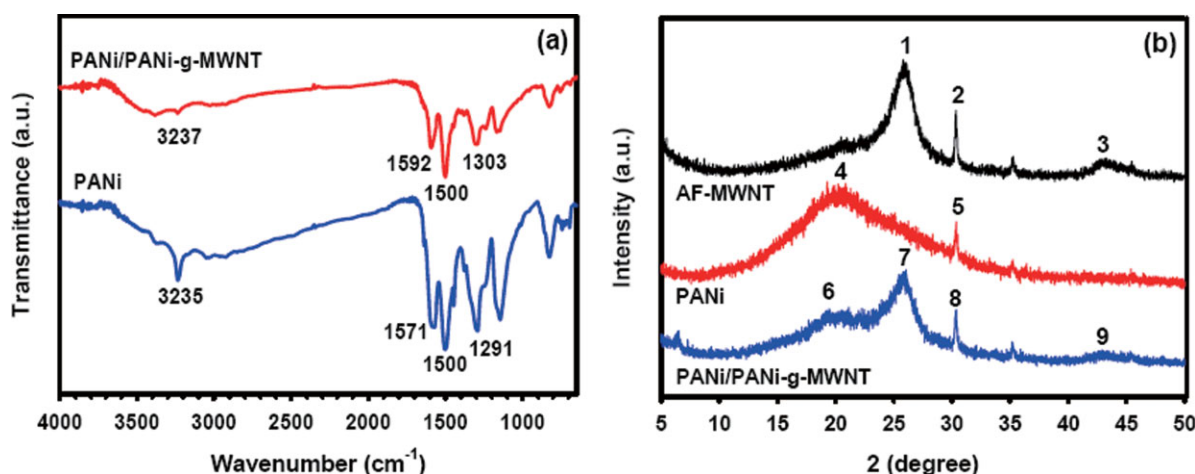 (a)
PANi/PANi-g-MWNT
3237
1592
1500
1303
PANi
3235
1571
1500
1291
Transmittance (a.u.)
4000 3500 3000 2500 2000 1500 1000
Wavenumber (cm⁻¹)
(b)
1
2
3
AF-MWNT
4
5
PANi
6
7
8
9
PANi/PANi-g-MWNT
Intensity (a.u.)
5 10 15 20 25 30 35 40 45 50
2 (degree)